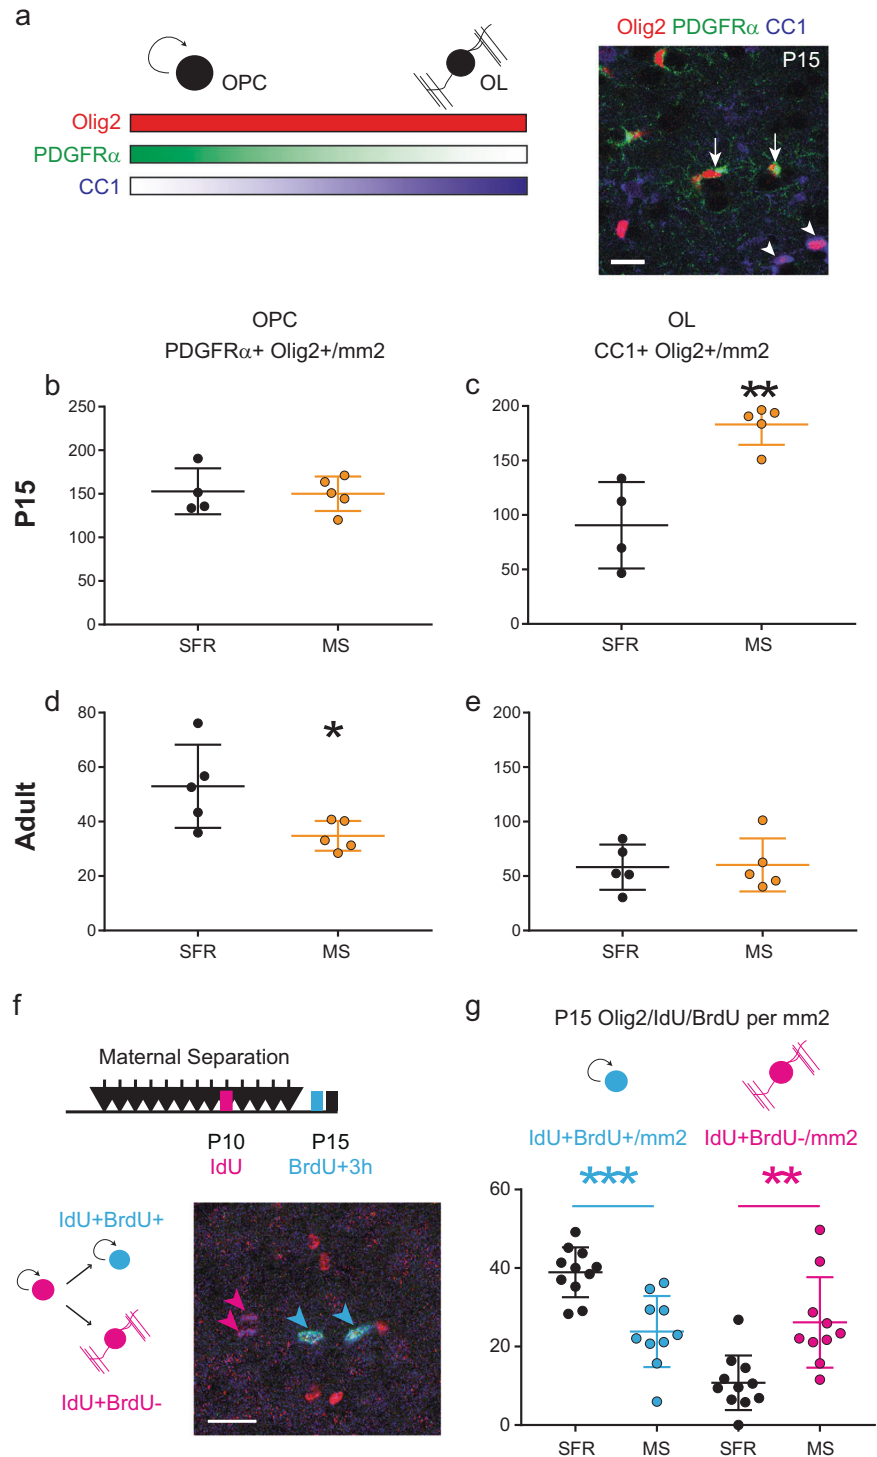 a
OPC
OL
Olig2
PDGFRα
CC1
Olig2 PDGFRα CC1
P15
OPC
PDGFRα+ Olig2+/mm2
OL
CC1+ Olig2+/mm2
b
250
200
150
100
50
0
SFR MS
P15
c
**
200
150
100
50
0
SFR MS
d
80
60
40
20
0
*
SFR MS
Adult
e
200
150
100
50
0
SFR MS
f
Maternal Separation
P10 P15
IdU BrdU+3h
IdU+BrdU+
IdU+BrdU-
g
P15 Olig2/IdU/BrdU per mm2
IdU+BrdU+/mm2 IdU+BrdU-/mm2
*** **
60
40
20
0
SFR MS SFR MS